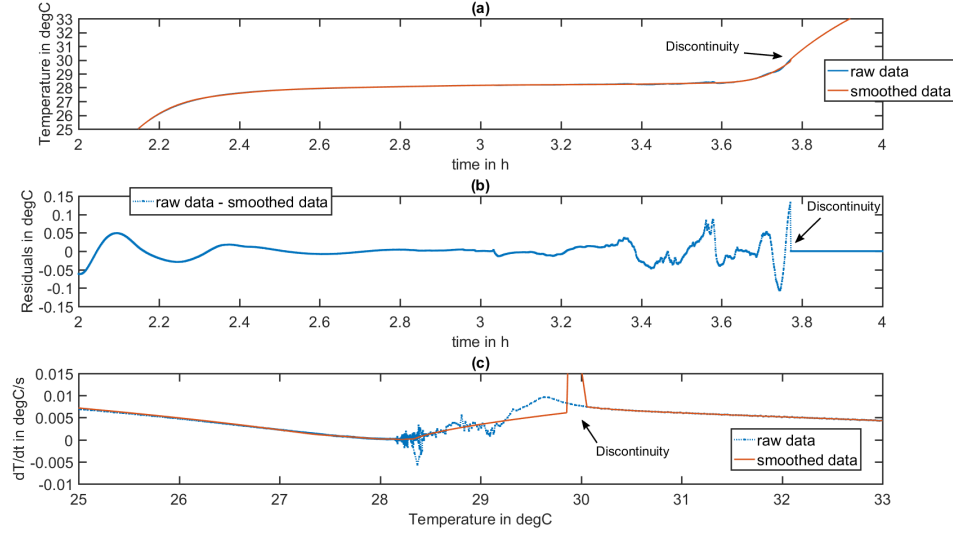 (a)
33
32
31
30
29
28
27
26
25
Temperature in degC
Discontinuity
raw data
smoothed data
2 2.2 2.4 2.6 2.8 3 3.2 3.4 3.6 3.8 4
time in h
(b)
0.15
0.1
0.05
0
-0.05
-0.1
-0.15
Residuals in degC
raw data - smoothed data
Discontinuity
2 2.2 2.4 2.6 2.8 3 3.2 3.4 3.6 3.8 4
time in h
(c)
0.015
0.01
0.005
0
-0.005
-0.01
dT/dt in degC/s
Discontinuity
raw data
smoothed data
25 26 27 28 29 30 31 32 33
Temperature in degC